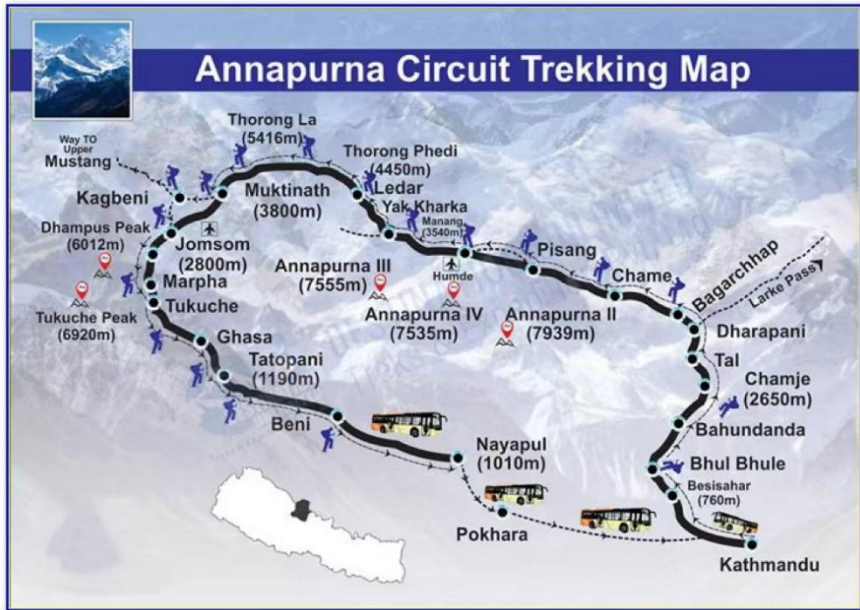 Annapurna Circuit Trekking Map
Thorong La
(5416m)
Way TO
Upper
Mustang
Thorong Phedi
(4450m)
Ledar
Kagbeni
Muktinath
(3800m)
Yak Kharka
Manang
(3540m)
Dhampus Peak
(6012m)
Jomsom
(2800m)
Pisang
Humde
Annapurna III
(7555m)
Chame
Bagarchhap
Larke Pass
Marpha
Tukuche
Annapurna IV
(7535m)
Annapurna II
(7939m)
Tukuche Peak
(6920m)
Dharapani
Ghasa
Tal
Tatopani
(1190m)
Chamje
(2650m)
Beni
Bahundanda
Nayapul
(1010m)
Bhul Bhule
Besisahar
(760m)
Pokhara
Kathmandu